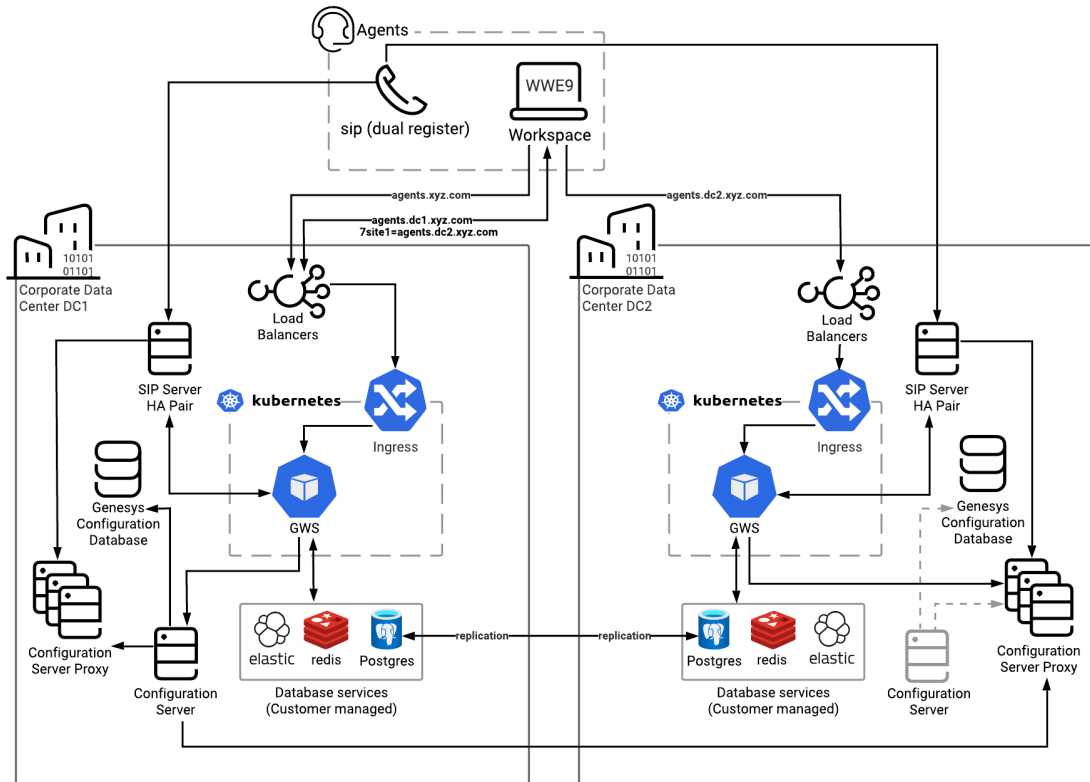 Agents
WWE9
sip (dual register)
Workspace
agents.xyz.com
agents.dc2.xyz.com
agents.dc1.xyz.com
7site1=agents.dc2.xyz.com
10101
01101
Corporate Data
Center DC1
10101
01101
Corporate Data
Center DC2
Load
Balancers
Load
Balancers
SIP Server
HA Pair
kubernetes
Ingress
kubernetes
Ingress
SIP Server
HA Pair
Genesys
Configuration
Database
GWS
GWS
Genesys
Configuration
Database
Configuration
Server Proxy
Configuration
Server
elastic
redis
Postgres
Database services
(Customer managed)
replication
replication
Postgres
redis
elastic
Database services
(Customer managed)
Configuration
Server
Configuration
Server Proxy